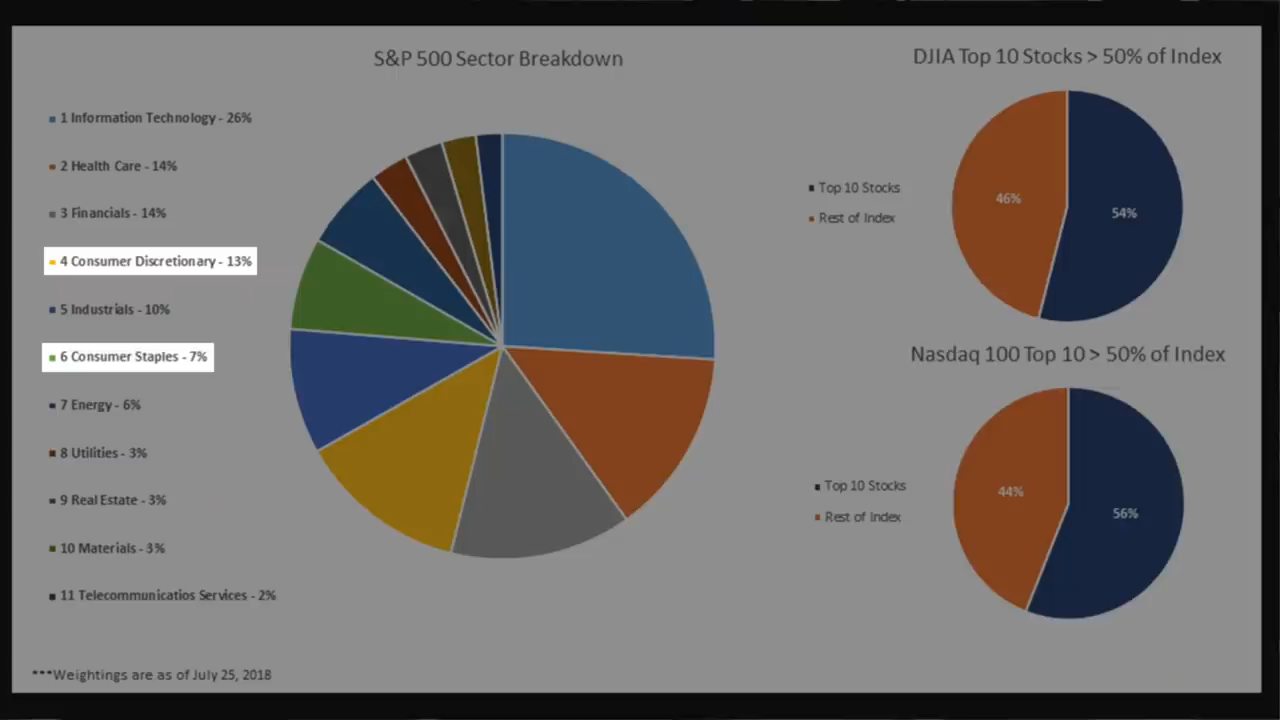 S&P 500 Sector Breakdown
1 Information Technology - 26%
2 Health Care - 14%
3 Financials - 14%
4 Consumer Discretionary - 13%
5 Industrials - 10%
6 Consumer Staples - 7%
7 Energy - 6%
8 Utilities - 3%
9 Real Estate - 3%
10 Materials - 3%
11 Telecommunicatios Services - 2%
***Weightings are as of July 25, 2018
DJIA Top 10 Stocks > 50% of Index
Top 10 Stocks
Rest of Index
46%
54%
Nasdaq 100 Top 10 > 50% of Index
Top 10 Stocks
Rest of Index
44%
56%